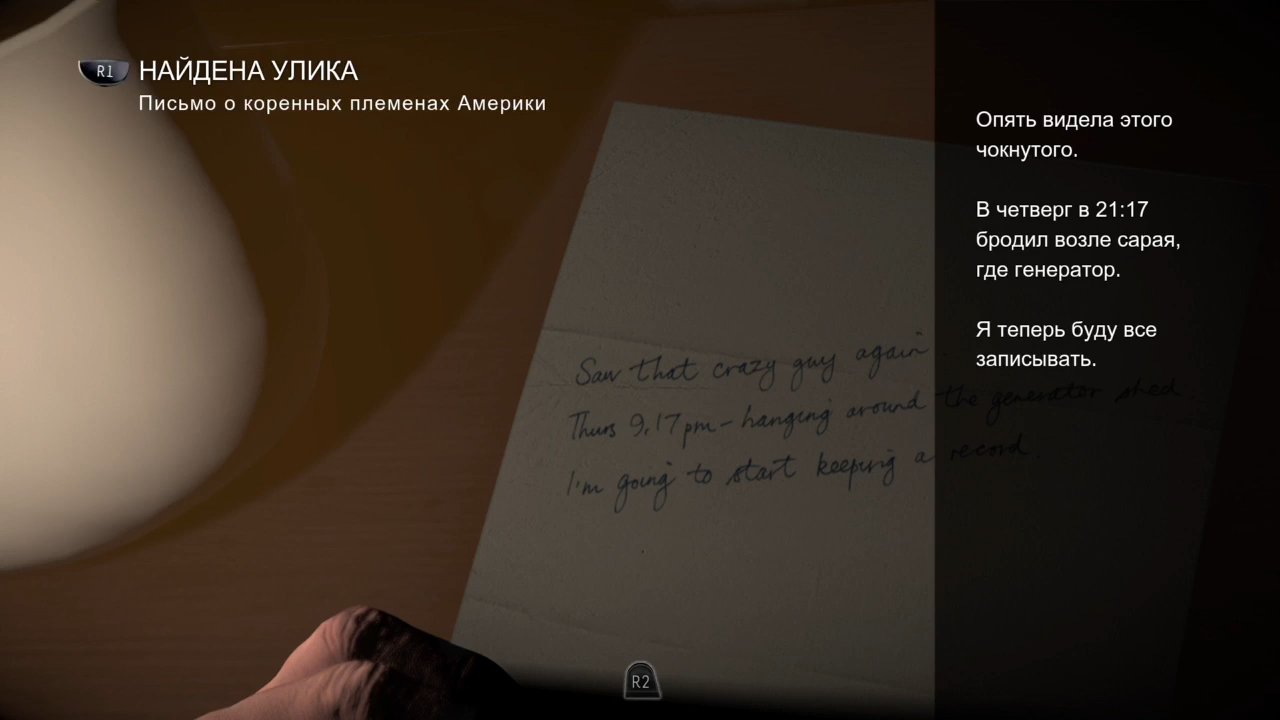 R1
НАЙДЕНА УЛИКА
Письмо о коренных племенах Америки
Опять видела этого
чокнутого.
В четверг в 21:17
бродил возле сарая,
где генератор.
Я теперь буду все
записывать.
Saw that crazy guy again.
Thurs 9.17pm – hanging around the generator shed.
I'm going to start keeping a record.
R2